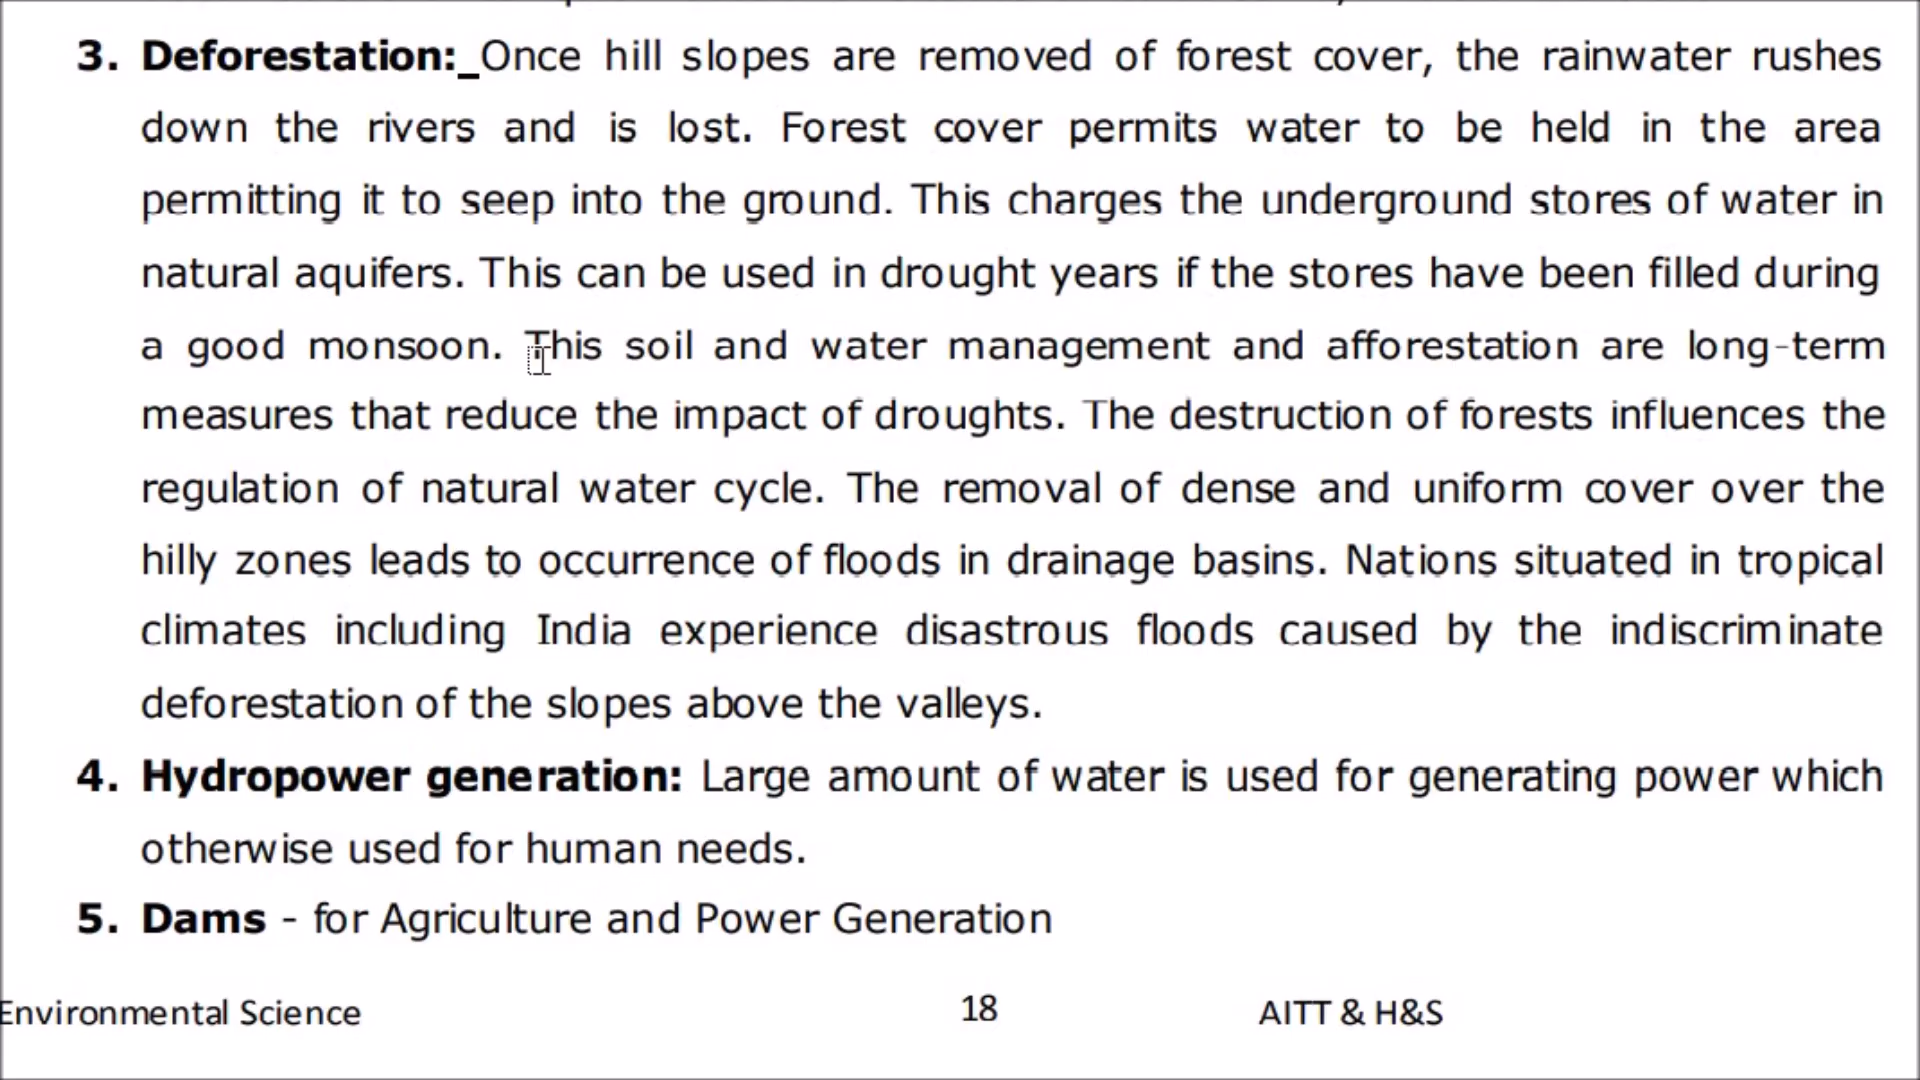 3. Deforestation: Once hill slopes are removed of forest cover, the rainwater rushes
down the rivers and is lost. Forest cover permits water to be held in the area
permitting it to seep into the ground. This charges the underground stores of water in
natural aquifers. This can be used in drought years if the stores have been filled during
a good monsoon. This soil and water management and afforestation are long-term
measures that reduce the impact of droughts. The destruction of forests influences the
regulation of natural water cycle. The removal of dense and uniform cover over the
hilly zones leads to occurrence of floods in drainage basins. Nations situated in tropical
climates including India experience disastrous floods caused by the indiscriminate
deforestation of the slopes above the valleys.
4. Hydropower generation: Large amount of water is used for generating power which
otherwise used for human needs.
5. Dams - for Agriculture and Power Generation
Environmental Science 18 AITT & H&S